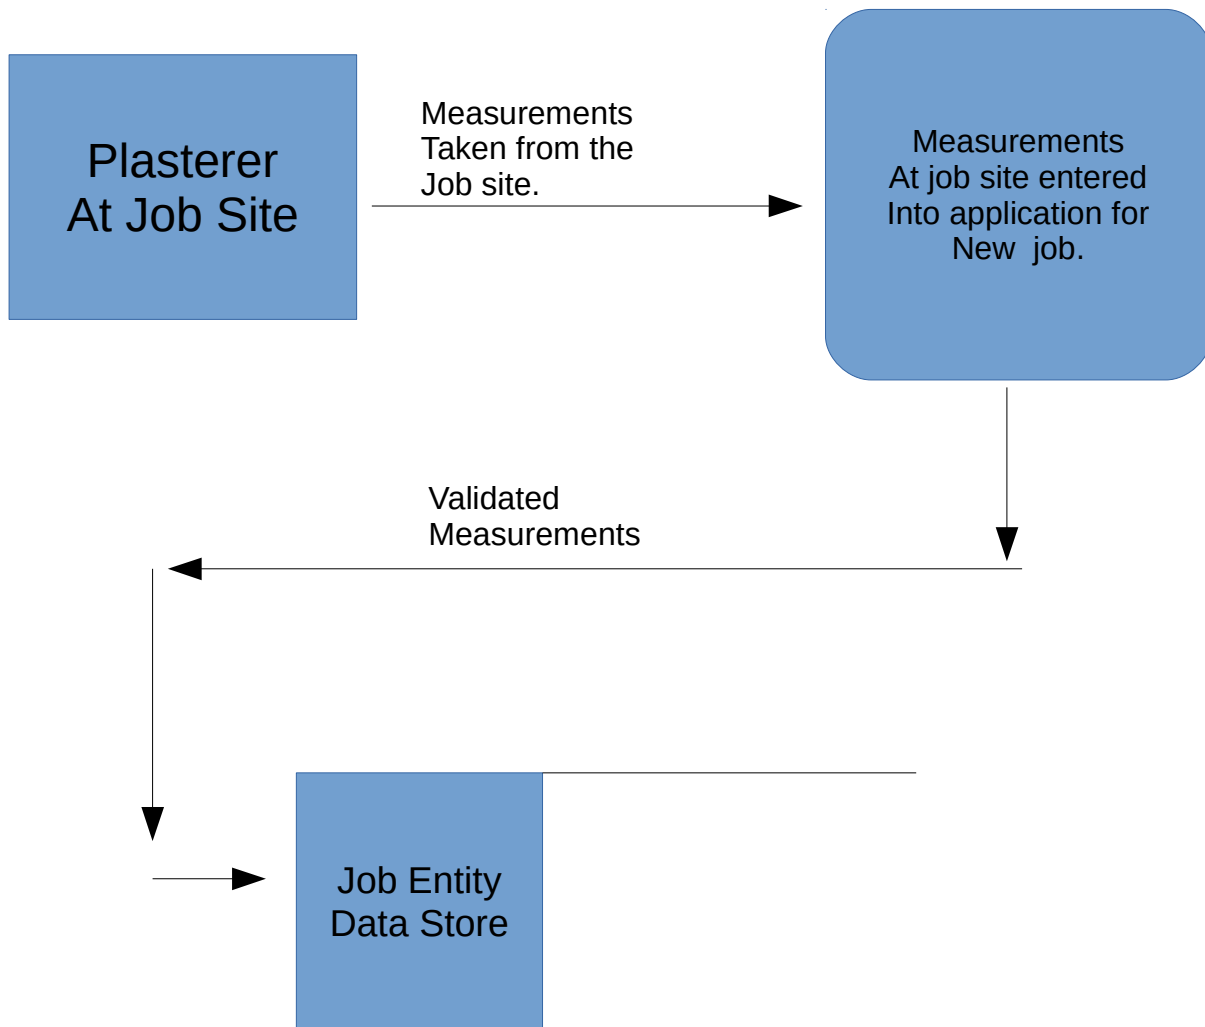 Plasterer
At Job Site
Measurements
Taken from the
Job site.
Measurements
At job site entered
Into application for
New  job.
Validated
Measurements
Job Entity
Data Store